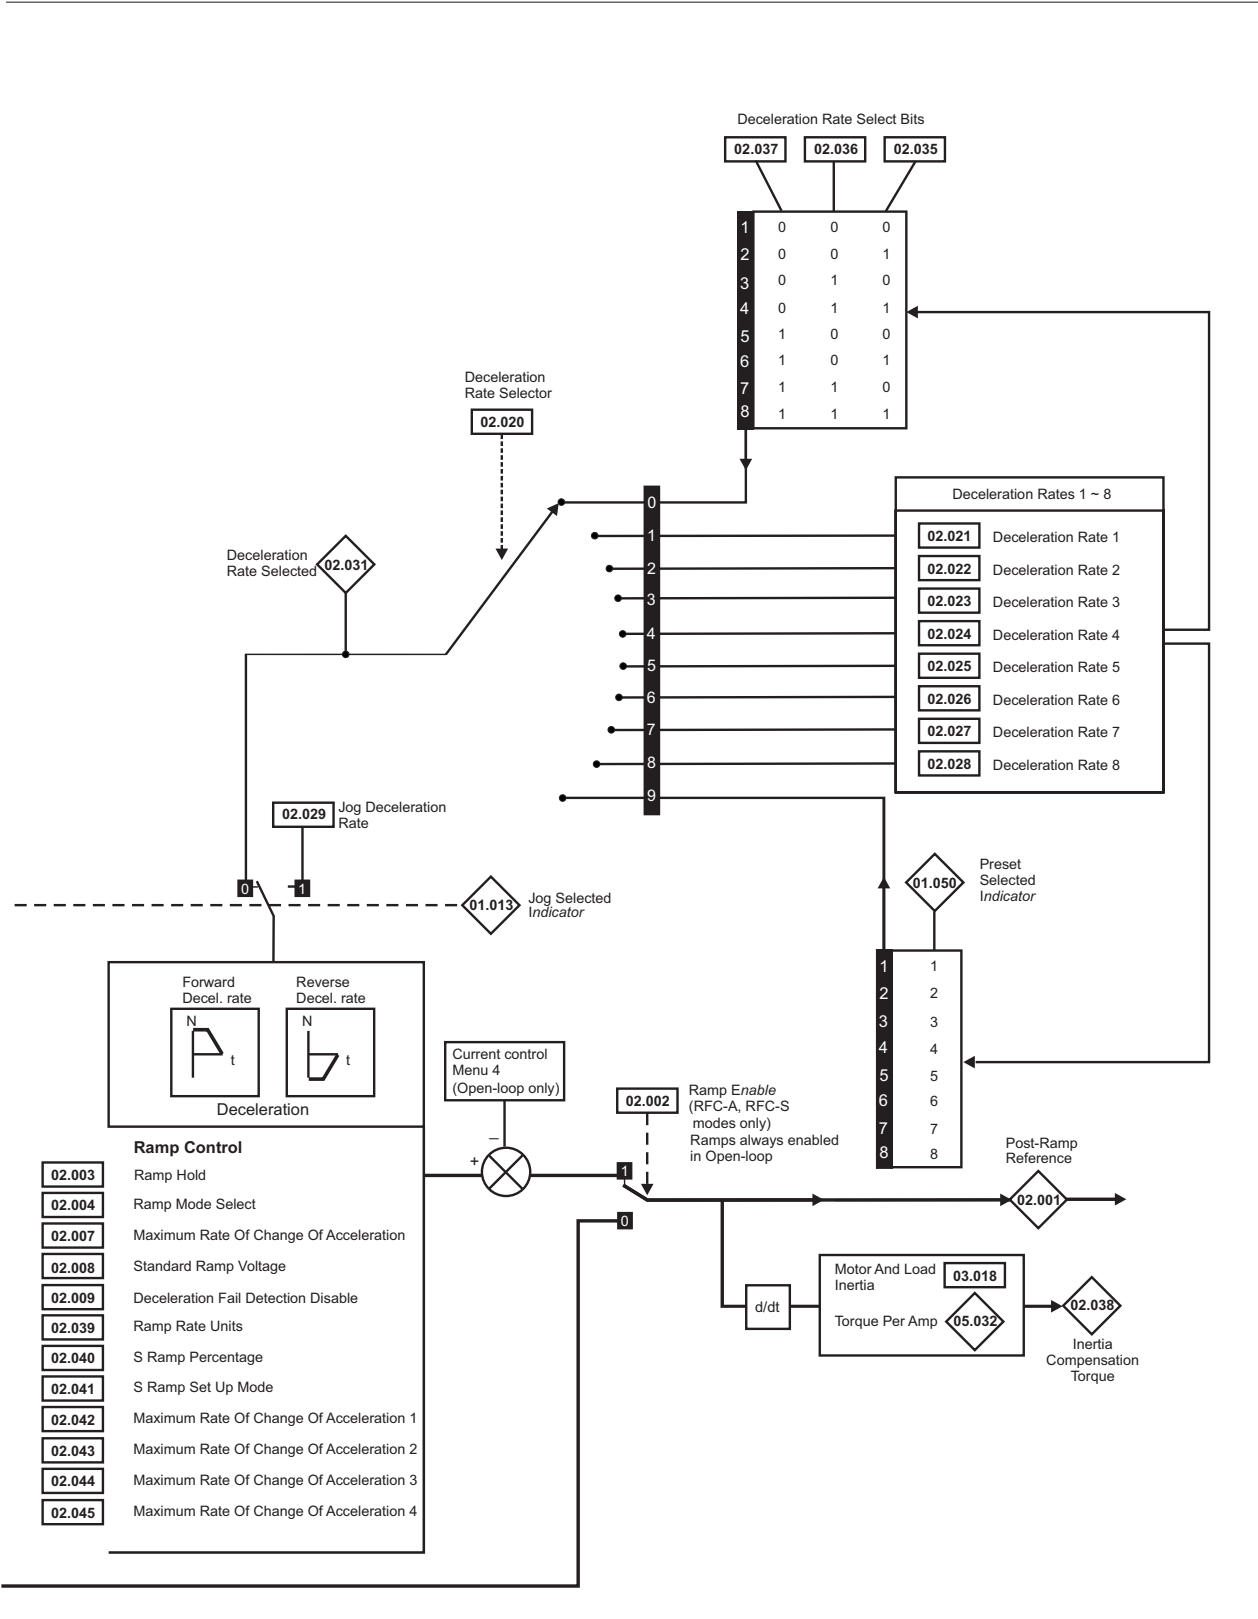 Deceleration Rate Select Bits
02.037 02.036 02.035
1 0 0 0
2 0 0 1
3 0 1 0
4 0 1 1
5 1 0 0
6 1 0 1
7 1 1 0
8 1 1 1
Deceleration
Rate Selector
02.020
Deceleration
Rate Selected
02.031
0
1
2
3
4
5
6
7
8
9
Deceleration Rates 1 ~ 8
02.021 Deceleration Rate 1
02.022 Deceleration Rate 2
02.023 Deceleration Rate 3
02.024 Deceleration Rate 4
02.025 Deceleration Rate 5
02.026 Deceleration Rate 6
02.027 Deceleration Rate 7
02.028 Deceleration Rate 8
02.029
Jog Deceleration
Rate
0 1
01.013
Jog Selected
Indicator
01.050
Preset
Selected
Indicator
1 1
2 2
3 3
4 4
5 5
6 6
7 7
8 8
Forward
Decel. rate
N
t
Reverse
Decel. rate
N
t
Deceleration
Current control
Menu 4
(Open-loop only)
–
+
02.002
Ramp Enable
(RFC-A, RFC-S
modes only)
Ramps always enabled
in Open-loop
1
0
Post-Ramp
Reference
02.001
d/dt
Motor And Load
Inertia
03.018
Torque Per Amp
05.032
02.038
Inertia
Compensation
Torque
Ramp Control
02.003 Ramp Hold
02.004 Ramp Mode Select
02.007 Maximum Rate Of Change Of Acceleration
02.008 Standard Ramp Voltage
02.009 Deceleration Fail Detection Disable
02.039 Ramp Rate Units
02.040 S Ramp Percentage
02.041 S Ramp Set Up Mode
02.042 Maximum Rate Of Change Of Acceleration 1
02.043 Maximum Rate Of Change Of Acceleration 2
02.044 Maximum Rate Of Change Of Acceleration 3
02.045 Maximum Rate Of Change Of Acceleration 4